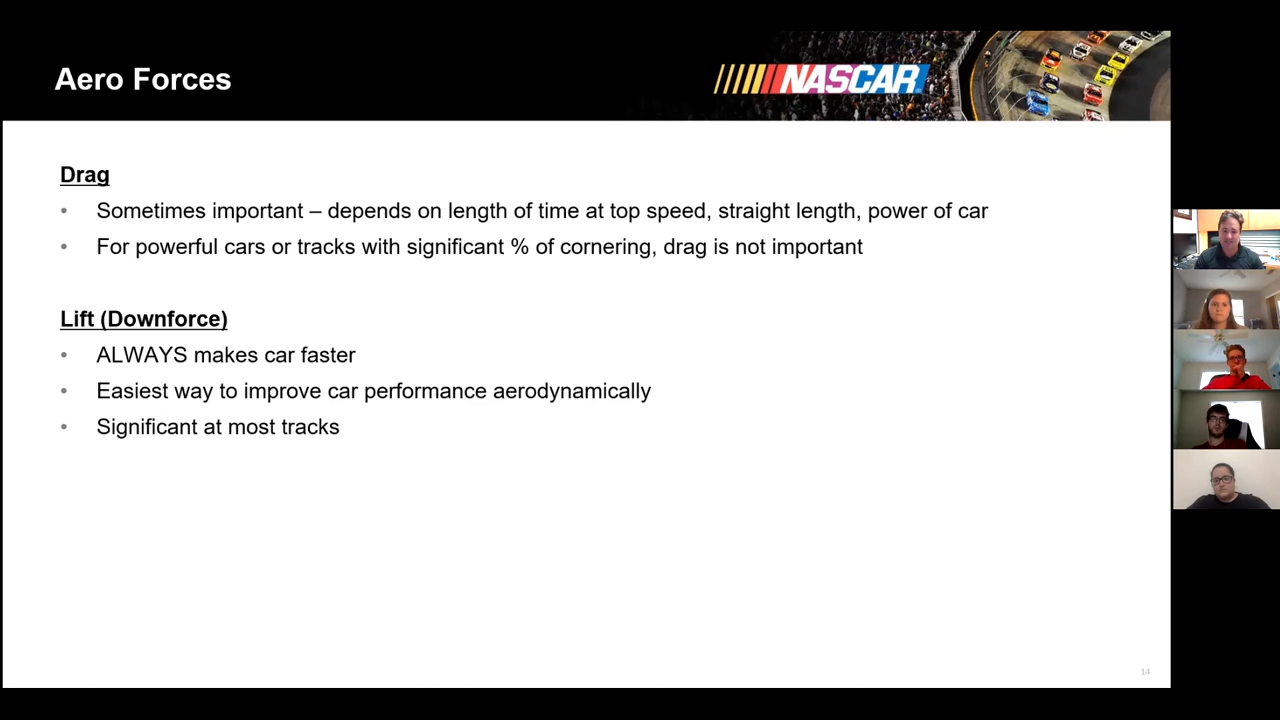 Aero Forces
NASCAR
Drag
• Sometimes important – depends on length of time at top speed, straight length, power of car
• For powerful cars or tracks with significant % of cornering, drag is not important
Lift (Downforce)
• ALWAYS makes car faster
• Easiest way to improve car performance aerodynamically
• Significant at most tracks
14